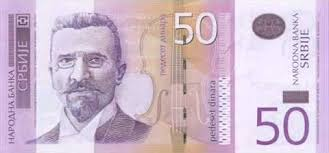 НАРОДНА БАНКА
СРБИЈЕ
педесет динара
50
NARODNA BANKA
SRBIJE
pedeset dinara
50